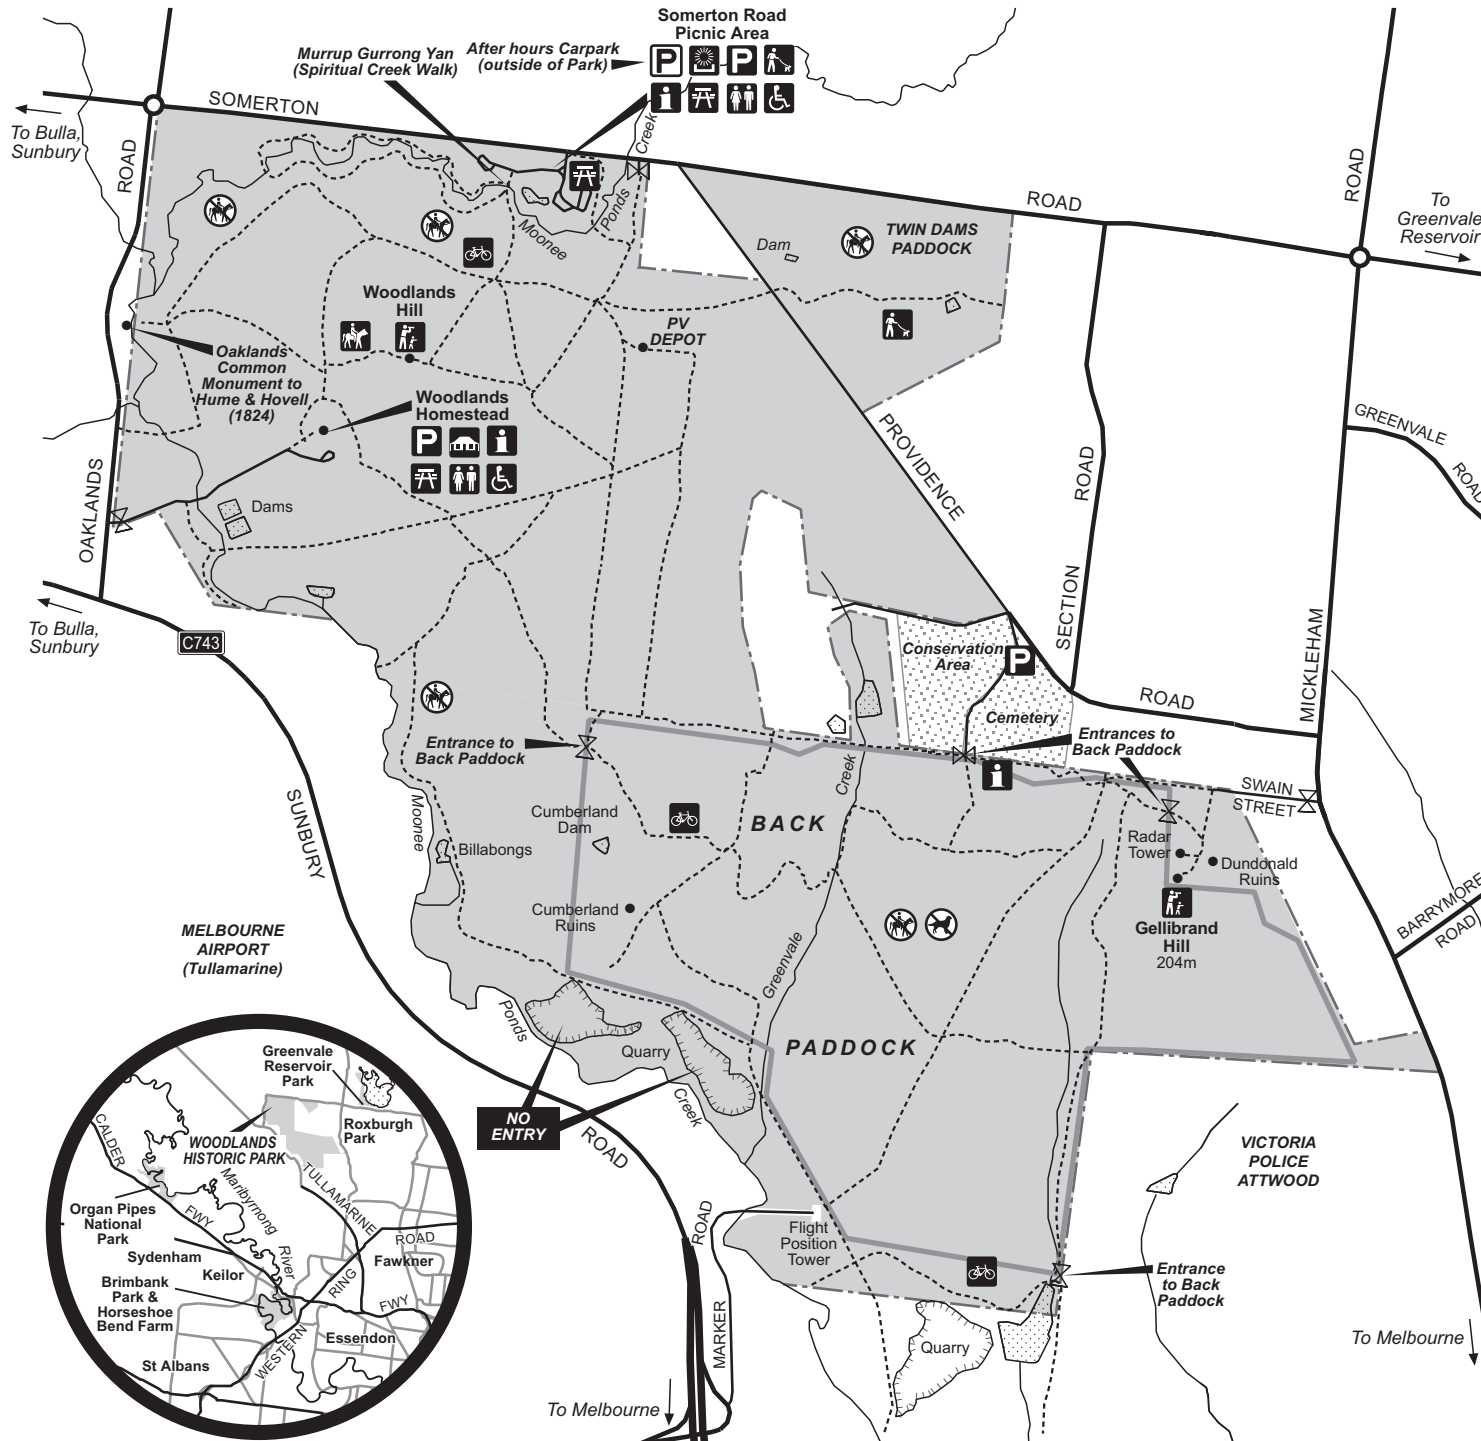 Somerton Road
Picnic Area
Murrup Gurrong Yan
(Spiritual Creek Walk)
After hours Carpark
(outside of Park)
P
P
i
SOMERTON
To Bulla,
Sunbury
ROAD
Creek
Ponds
Moonee
ROAD
ROAD
To
Greenvale
Reservoir
TWIN DAMS
PADDOCK
Dam
Woodlands
Hill
PV
DEPOT
Oaklands
Common
Monument to
Hume & Hovell
(1824)
Woodlands
Homestead
P
i
PROVIDENCE
GREENVALE
ROAD
ROAD
OAKLANDS
Dams
SECTION
To Bulla,
Sunbury
C743
MICKLEHAM
Conservation
Area
P
ROAD
Cemetery
Entrance to
Back Paddock
Entrances to
Back Paddock
i
Creek
SWAIN
STREET
SUNBURY
Moonee
Cumberland
Dam
BACK
Billabongs
Radar
Tower
Dundonald
Ruins
Cumberland
Ruins
Gellibrand
Hill
204m
BARRYMORE
ROAD
MELBOURNE
AIRPORT
(Tullamarine)
Greenvale
Ponds
Quarry
PADDOCK
Creek
NO
ENTRY
ROAD
VICTORIA
POLICE
ATTWOOD
ROAD
Flight
Position
Tower
Entrance
to Back
Paddock
MARKER
Quarry
To Melbourne
To Melbourne
Greenvale
Reservoir
Park
Roxburgh
Park
WOODLANDS
HISTORIC PARK
CALDER
FWY
Maribyrnong
River
TULLAMARINE
Organ Pipes
National
Park
Sydenham
Keilor
ROAD
Fawkner
RING
FWY
Brimbank
Park &
Horseshoe
Bend Farm
WESTERN
Essendon
St Albans